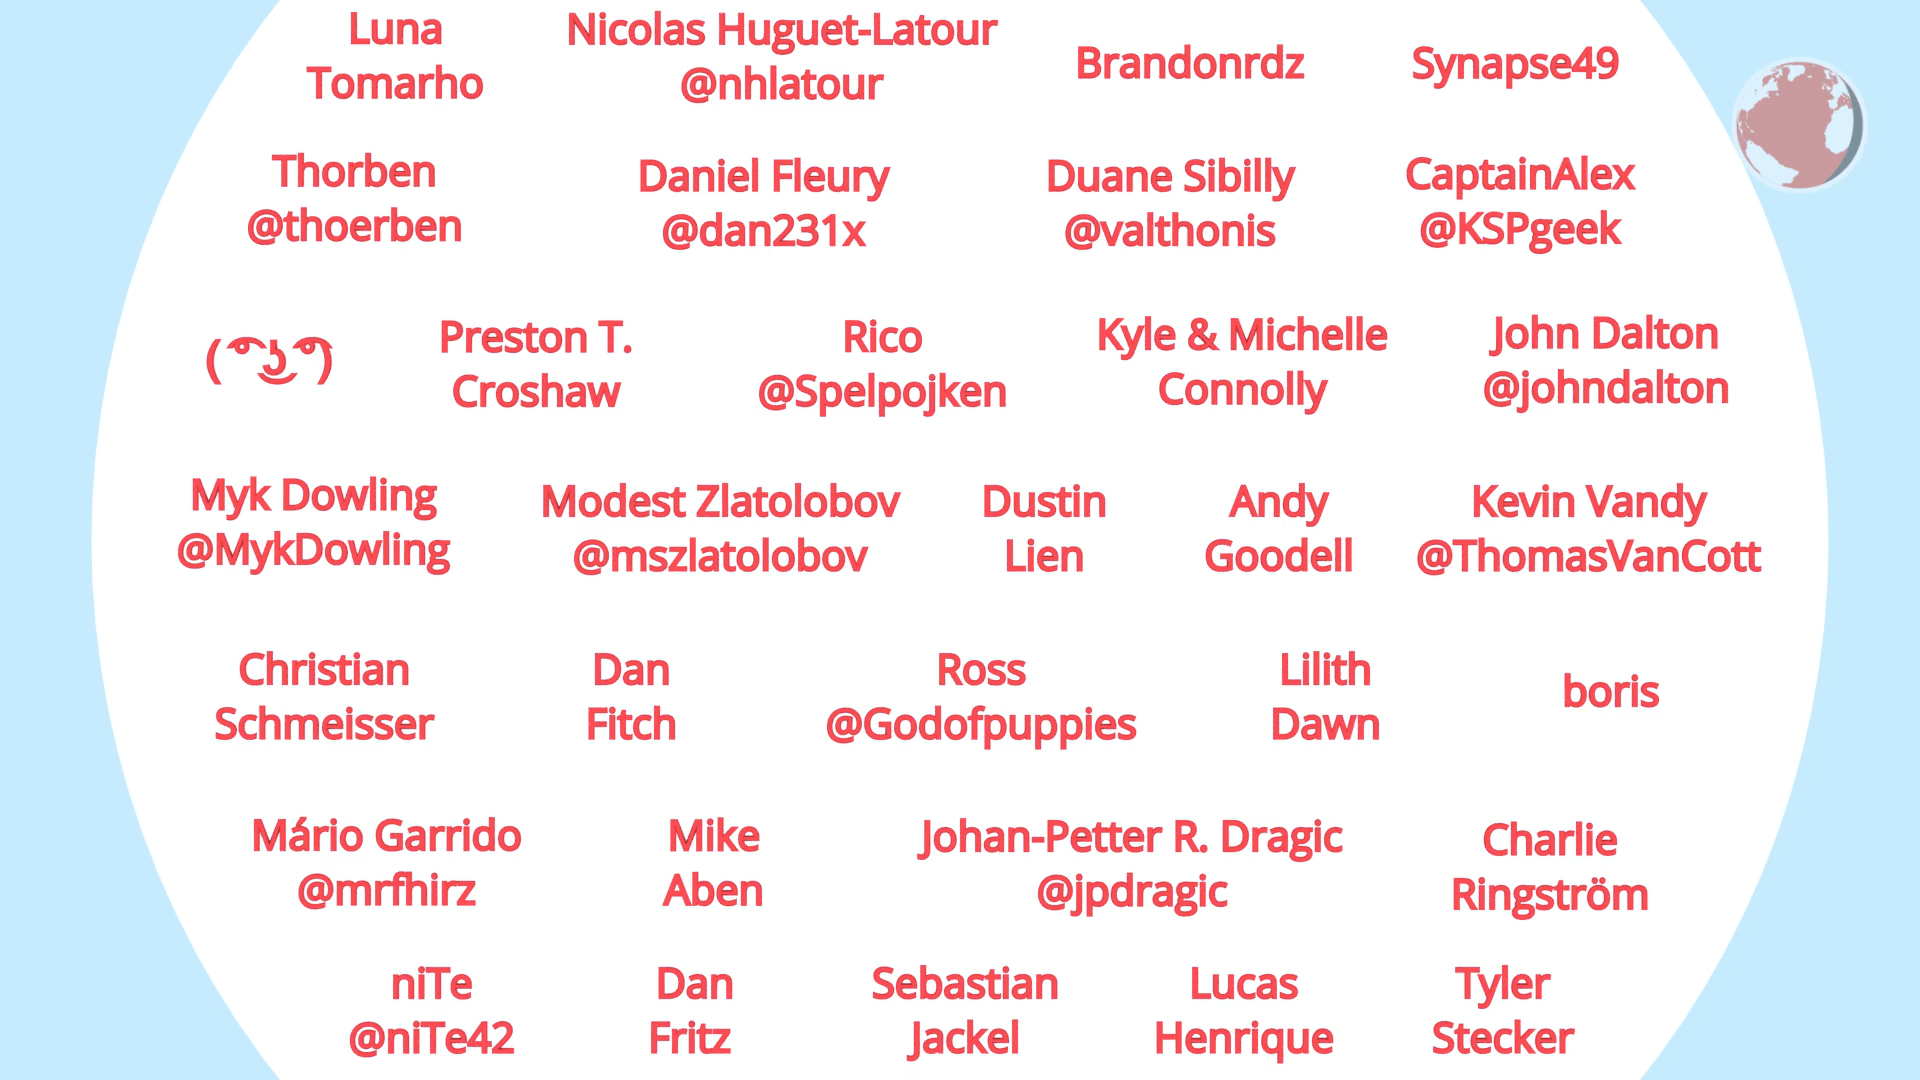 Luna
Tomarho
Nicolas Huguet-Latour
@nhlatour
Brandonrdz
Synapse49
Thorben
@thoerben
Daniel Fleury
@dan231x
Duane Sibilly
@valthonis
CaptainAlex
@KSPgeek
( ͡° ͜ʖ ͡°)
Preston T.
Croshaw
Rico
@Spelpojken
Kyle & Michelle
Connolly
John Dalton
@johndalton
Myk Dowling
@MykDowling
Modest Zlatolobov
@mszlatolobov
Dustin
Lien
Andy
Goodell
Kevin Vandy
@ThomasVanCott
Christian
Schmeisser
Dan
Fitch
Ross
@Godofpuppies
Lilith
Dawn
boris
Mário Garrido
@mrfhirz
Mike
Aben
Johan-Petter R. Dragic
@jpdragic
Charlie
Ringström
niTe
@niTe42
Dan
Fritz
Sebastian
Jackel
Lucas
Henrique
Tyler
Stecker